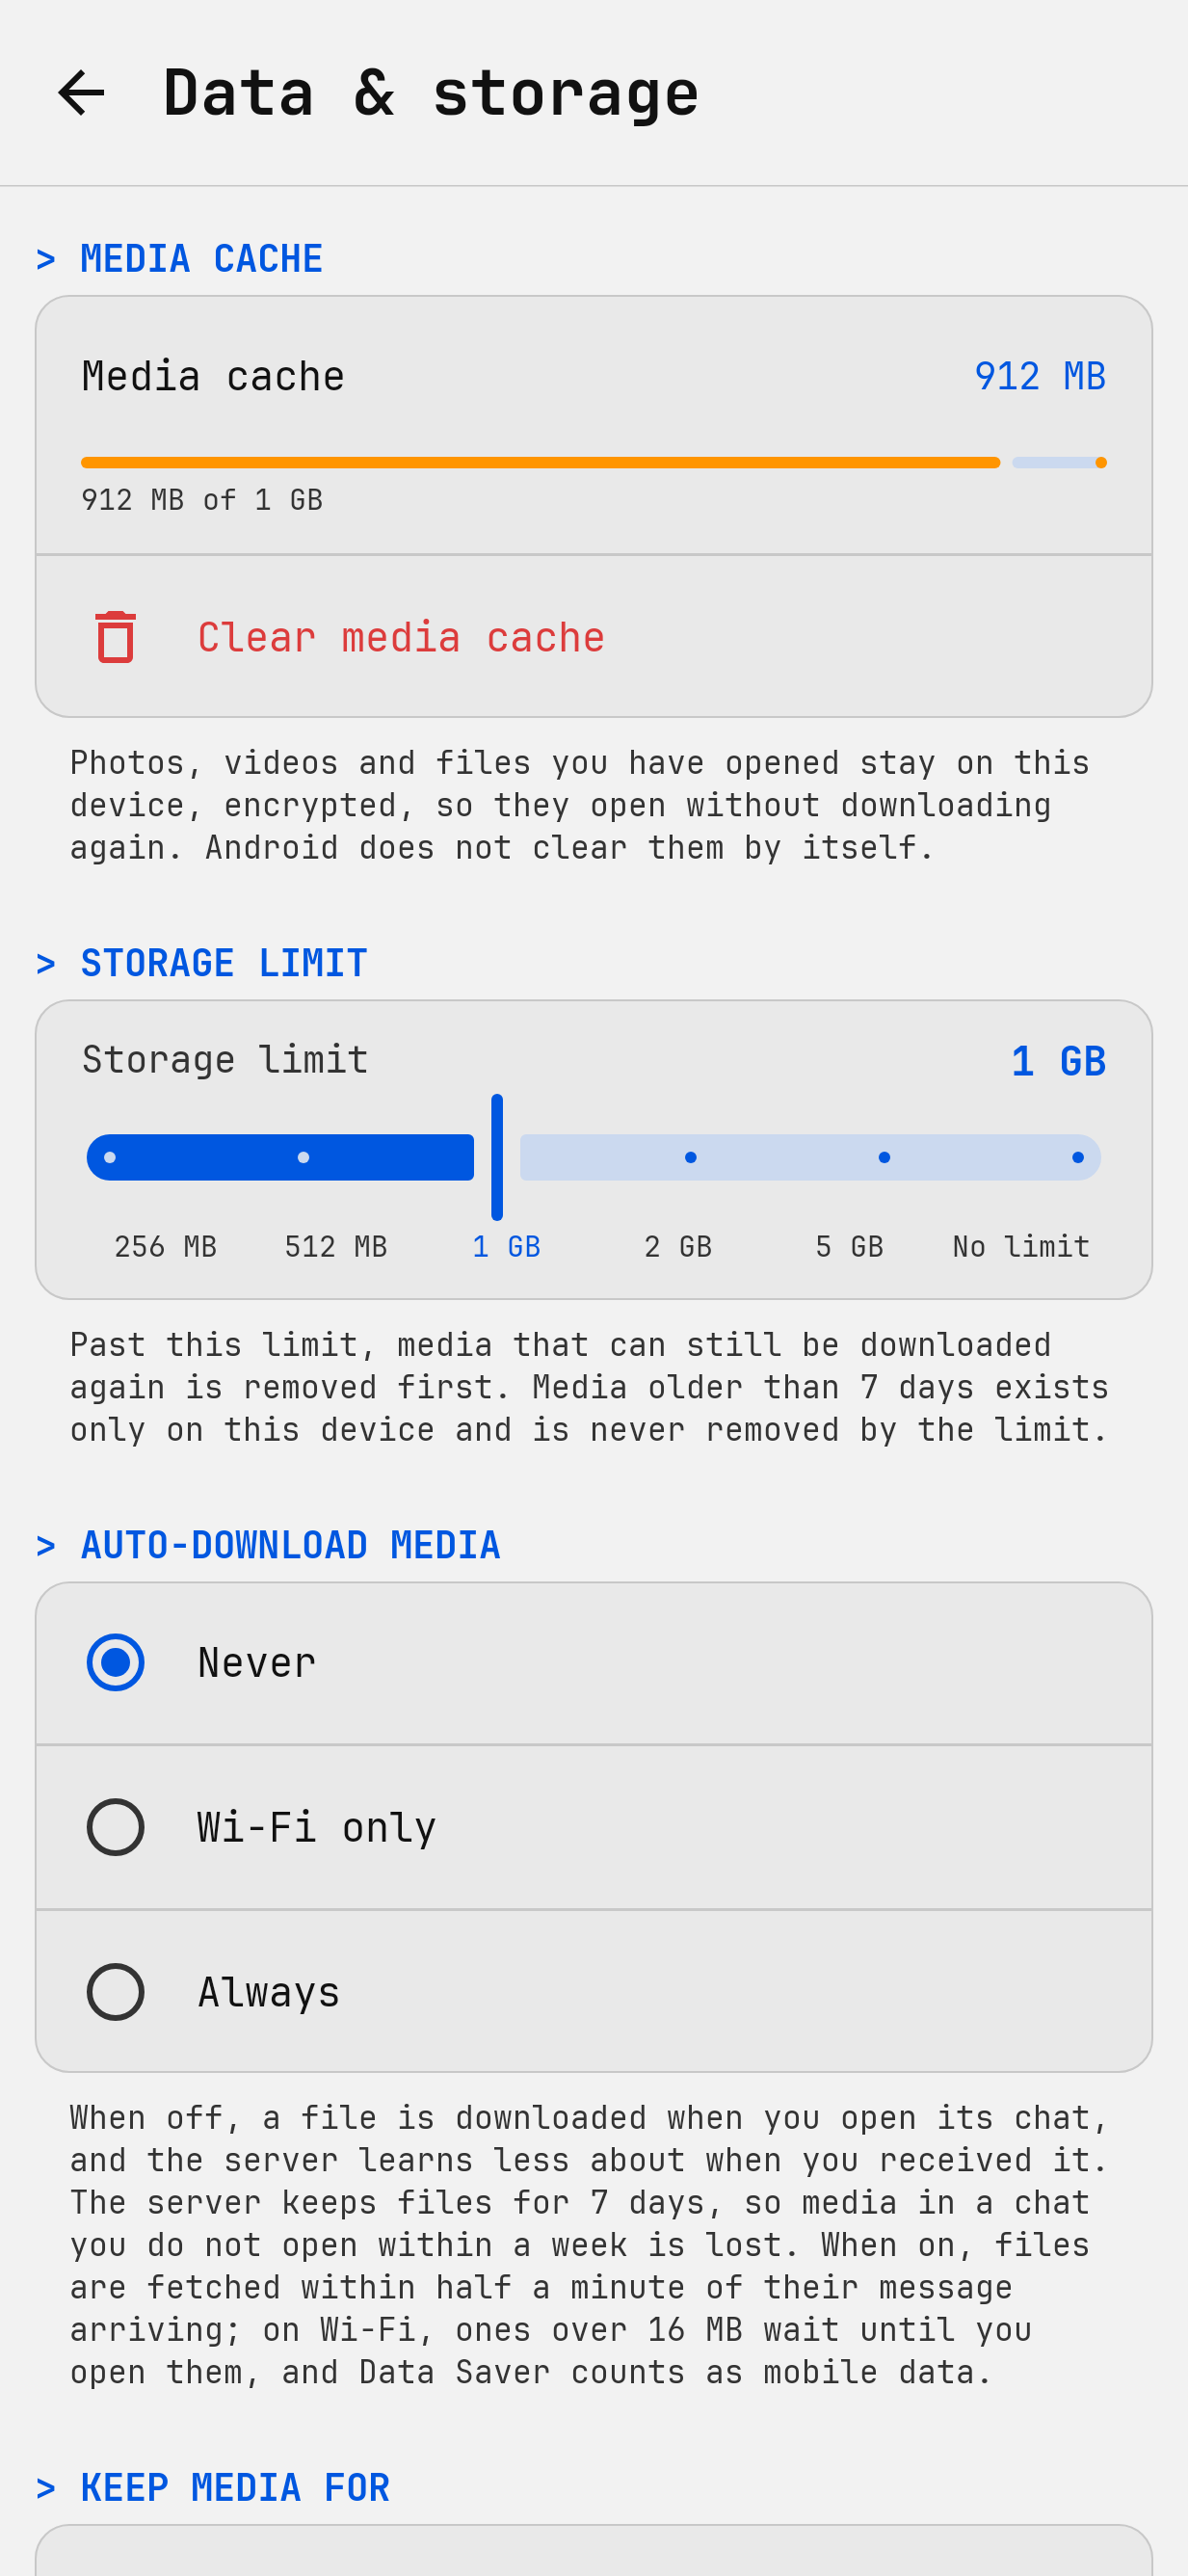 Data & storage
> MEDIA CACHE
Media cache
912 MB
912 MB of 1 GB
Clear media cache
Photos, videos and files you have opened stay on this
device, encrypted, so they open without downloading
again. Android does not clear them by itself.
> STORAGE LIMIT
Storage limit
1 GB
256 MB 512 MB 1 GB 2 GB 5 GB No limit
Past this limit, media that can still be downloaded
again is removed first. Media older than 7 days exists
only on this device and is never removed by the limit.
> AUTO-DOWNLOAD MEDIA
Never
Wi-Fi only
Always
When off, a file is downloaded when you open its chat,
and the server learns less about when you received it.
The server keeps files for 7 days, so media in a chat
you do not open within a week is lost. When on, files
are fetched within half a minute of their message
arriving; on Wi-Fi, ones over 16 MB wait until you
open them, and Data Saver counts as mobile data.
> KEEP MEDIA FOR